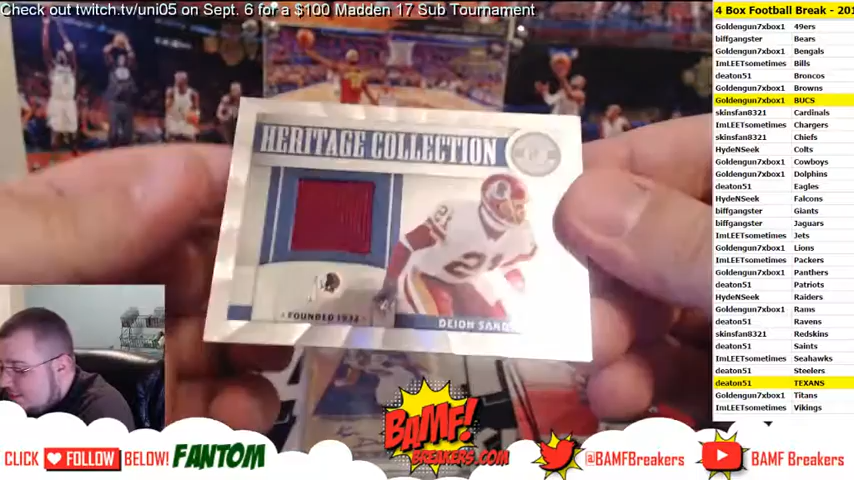 Check out twitch.tv/uni05 on Sept. 6 for a $100 Madden 17 Sub Tournament
4 Box Football Break - 201
Goldengun7xbox1 49ers
biffgangster Bears
Goldengun7xbox1 Bengals
ImLEETsometimes Bills
deaton51 Broncos
Goldengun7xbox1 Browns
Goldengun7xbox1 BUCS
skinsfan8321 Cardinals
ImLEETsometimes Chargers
skinsfan8321 Chiefs
HydeNSeek Colts
Goldengun7xbox1 Cowboys
Goldengun7xbox1 Dolphins
deaton51 Eagles
HydeNSeek Falcons
biffgangster Giants
biffgangster Jaguars
ImLEETsometimes Jets
Goldengun7xbox1 Lions
ImLEETsometimes Packers
Goldengun7xbox1 Panthers
deaton51 Patriots
HydeNSeek Raiders
Goldengun7xbox1 Rams
deaton51 Ravens
skinsfan8321 Redskins
deaton51 Saints
ImLEETsometimes Seahawks
deaton51 Steelers
deaton51 TEXANS
Goldengun7xbox1 Titans
ImLEETsometimes Vikings
HERITAGE COLLECTION
21
FOUNDED 1932
DEION SAND
CLICK FOLLOW BELOW! FANTOM
BAMF!
BREAKERS.COM
@BAMFBreakers
BAMF Breakers